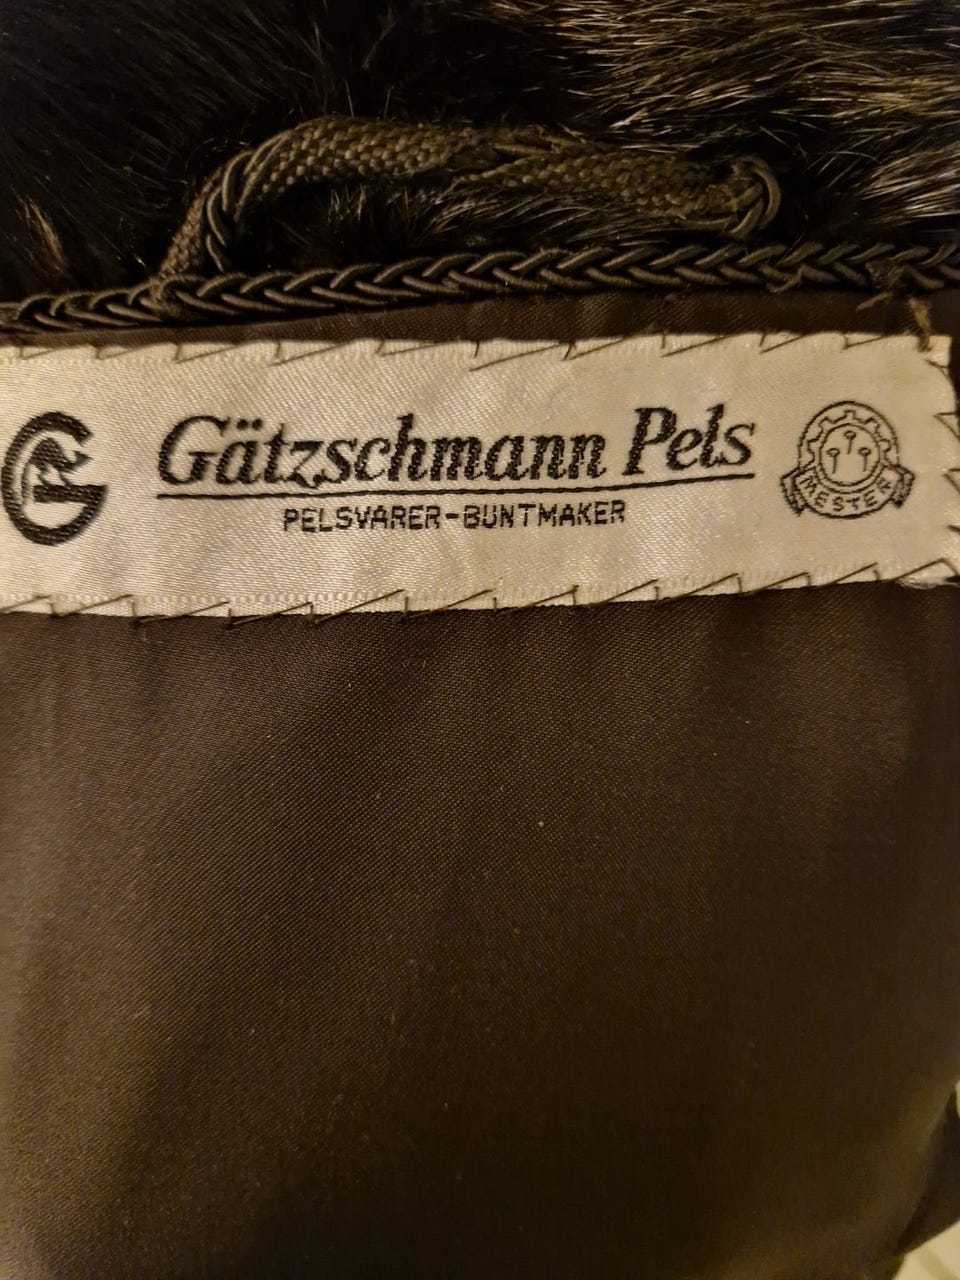 G
Gätzschmann Pels
PELSVARER-BUNTMAKER
MESTER